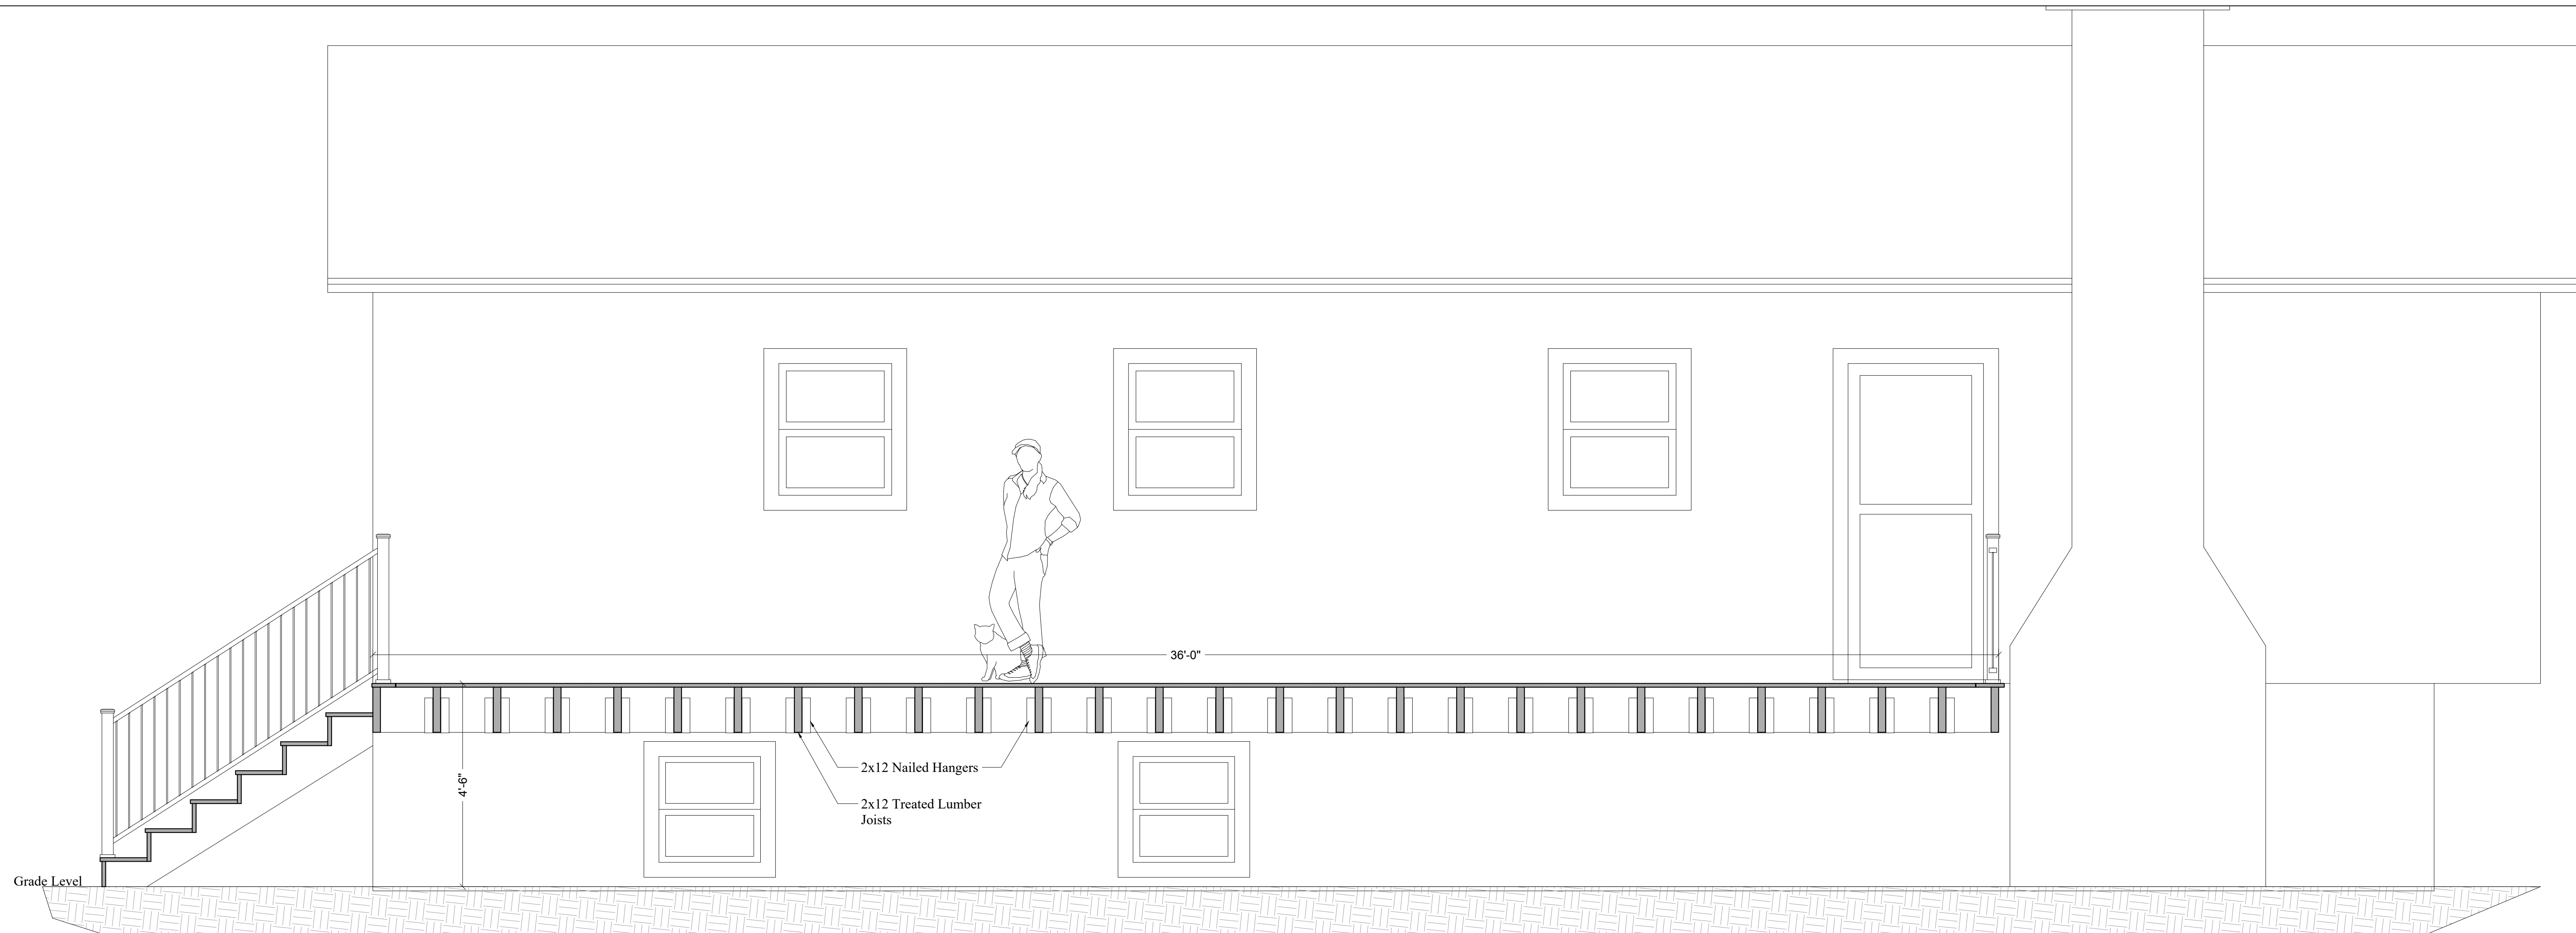 36'-0"
4'-6"
2x12 Nailed Hangers
2x12 Treated Lumber
Joists
Grade Level